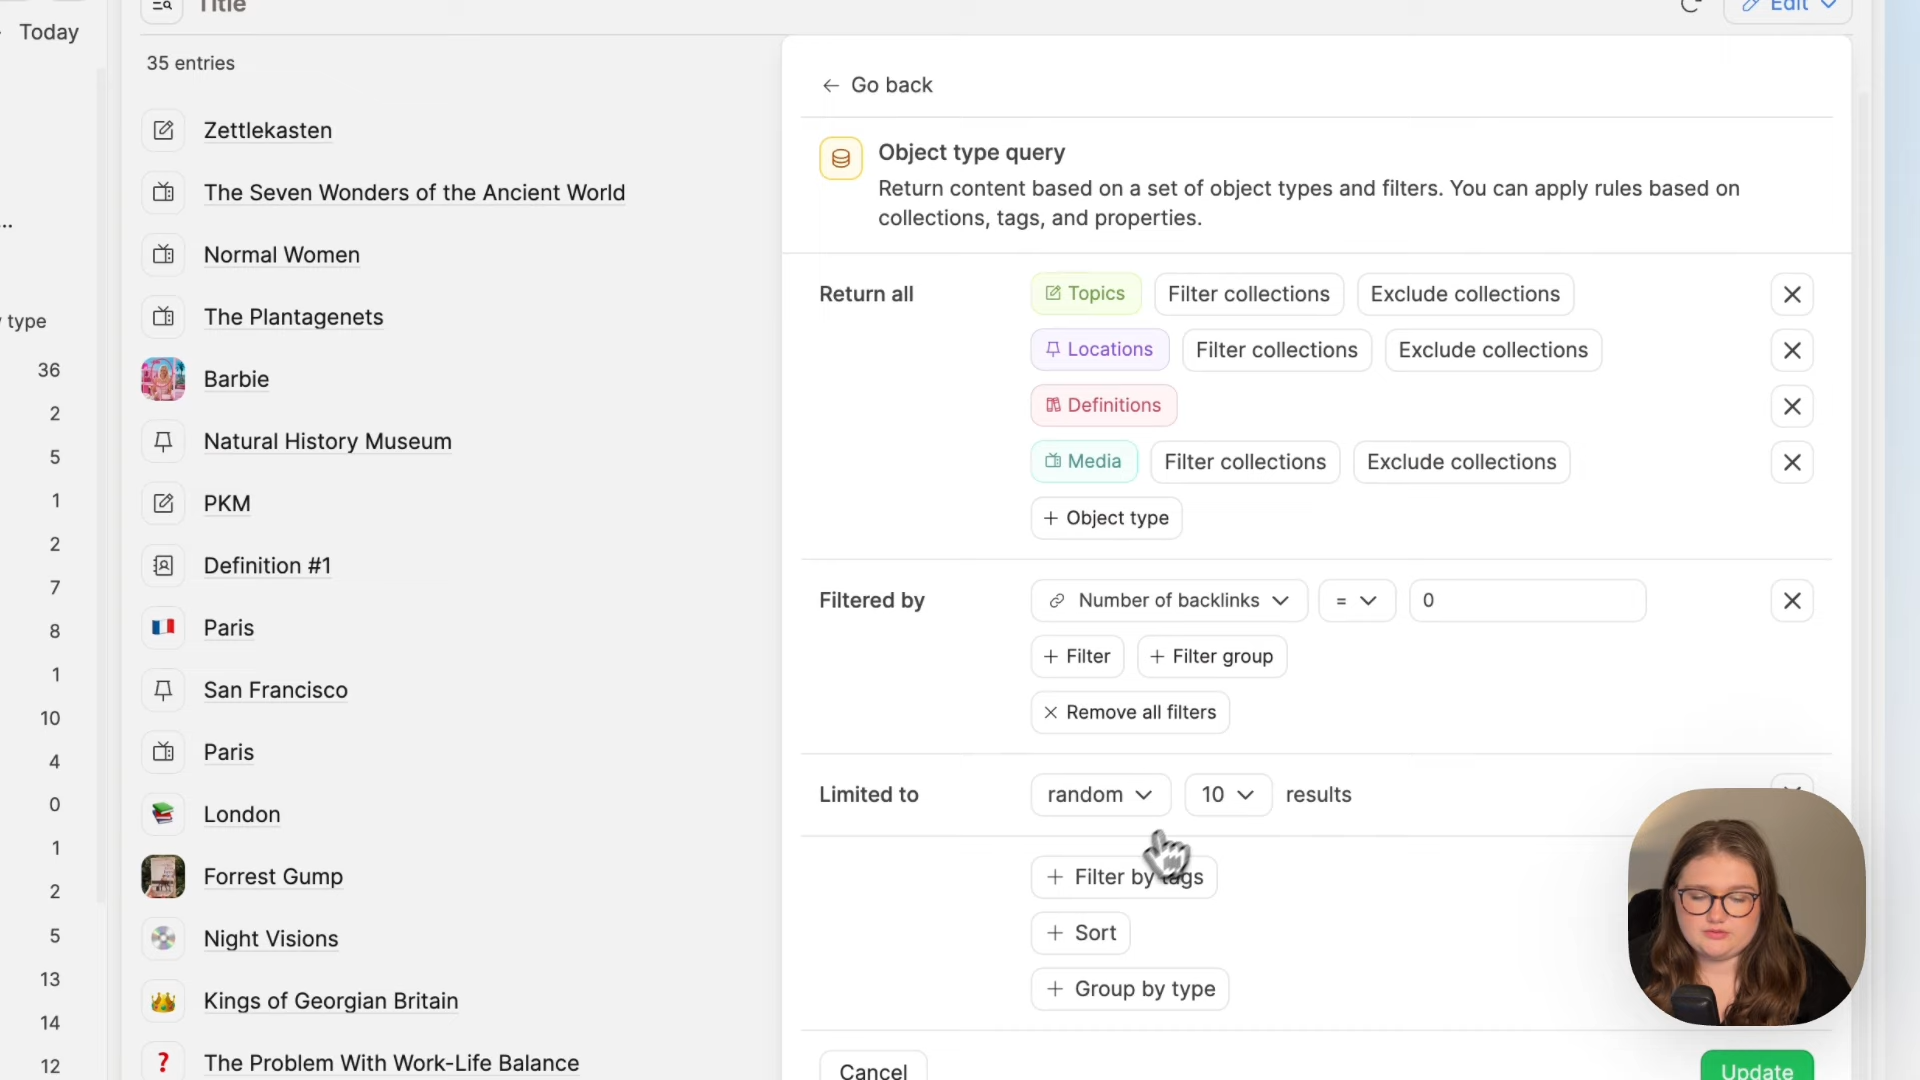 Title
Edit
Today
35 entries
Go back
Zettlekasten
Object type query
The Seven Wonders of the Ancient World
Return content based on a set of object types and filters. You can apply rules based on
collections, tags, and properties.
...
Normal Women
Return all
Topics
Filter collections
Exclude collections
The Plantagenets
type
Locations
Filter collections
Exclude collections
36
Barbie
Definitions
2
Natural History Museum
Media
Filter collections
Exclude collections
5
PKM
+ Object type
1
2
Definition #1
7
Filtered by
Number of backlinks
=
0
Paris
8
+ Filter
+ Filter group
1
San Francisco
× Remove all filters
10
Paris
4
Limited to
random
10
results
0
London
1
Forrest Gump
+ Filter by tags
2
Night Visions
+ Sort
5
Kings of Georgian Britain
+ Group by type
13
14
The Problem With Work-Life Balance
12
Cancel
Update